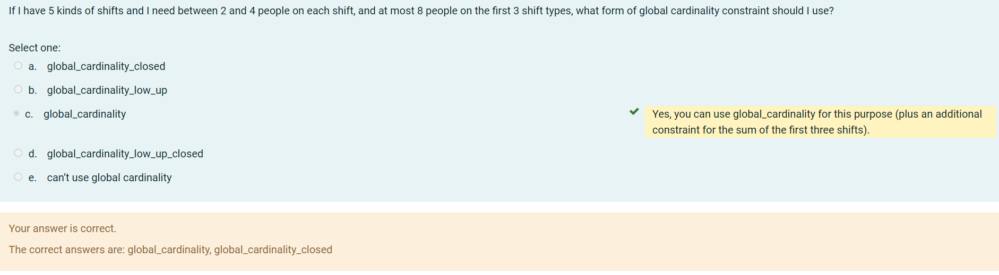 If I have 5 kinds of shifts and I need between 2 and 4 people on each shift, and at most 8 people on the first 3 shift types, what form of global cardinality constraint should I use?
Select one:
a. global_cardinality_closed
b. global_cardinality_low_up
c. global_cardinality
Yes, you can use global_cardinality for this purpose (plus an additional
constraint for the sum of the first three shifts).
d. global_cardinality_low_up_closed
e. can’t use global cardinality
Your answer is correct.
The correct answers are: global_cardinality, global_cardinality_closed